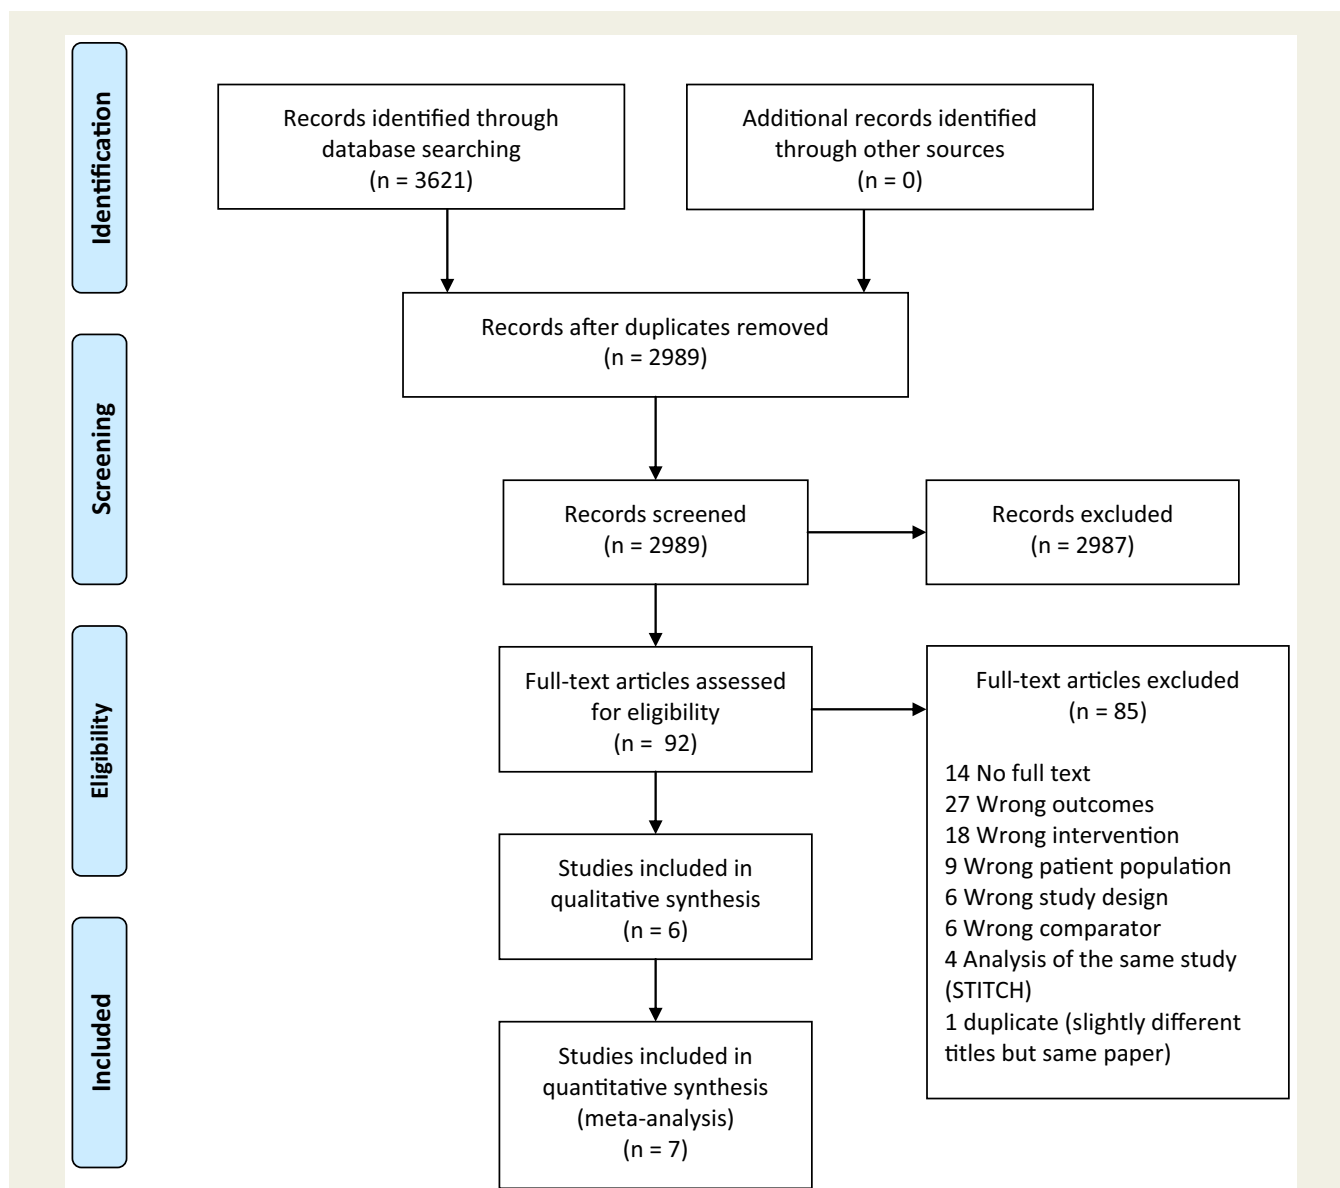 Identification
Records identified through
database searching
(n = 3621)
Additional records identified
through other sources
(n = 0)
Records after duplicates removed
(n = 2989)
Screening
Records screened
(n = 2989)
Records excluded
(n = 2987)
Eligibility
Full-text articles assessed
for eligibility
(n = 92)
Full-text articles excluded
(n = 85)
14 No full text
27 Wrong outcomes
18 Wrong intervention
9 Wrong patient population
6 Wrong study design
6 Wrong comparator
4 Analysis of the same study
(STITCH)
1 duplicate (slightly different
titles but same paper)
Studies included in
qualitative synthesis
(n = 6)
Included
Studies included in
quantitative synthesis
(meta-analysis)
(n = 7)